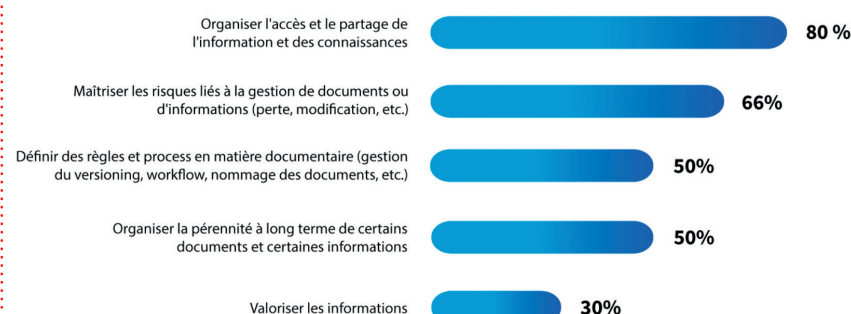 Organiser l'accès et le partage de
l'information et des connaissances
80 %
Maîtriser les risques liés à la gestion de documents ou
d'informations (perte, modification, etc.)
66%
Définir des règles et process en matière documentaire (gestion
du versioning, workflow, nommage des documents, etc.)
50%
Organiser la pérennité à long terme de certains
documents et certaines informations
50%
Valoriser les informations
30%